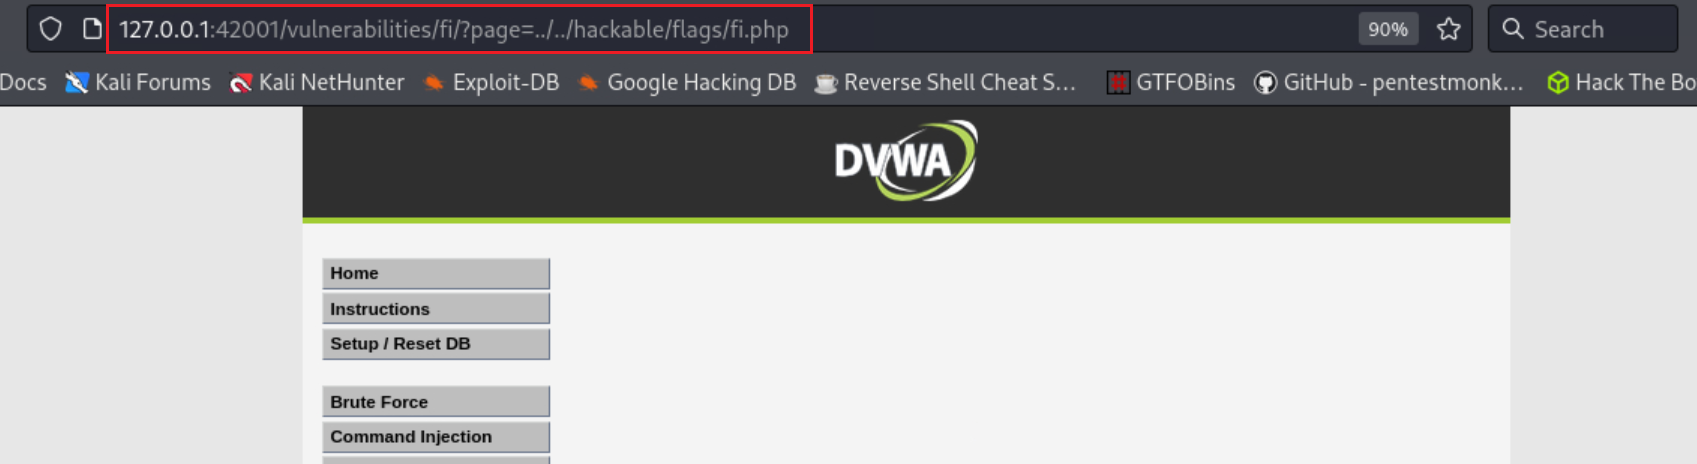 127.0.0.1:42001/vulnerabilities/fi/?page=../../hackable/flags/fi.php 90% Search
Docs Kali Forums Kali NetHunter Exploit-DB Google Hacking DB Reverse Shell Cheat S... GTFOBins GitHub - pentestmonk... Hack The Bo
DVWA
Home
Instructions
Setup / Reset DB
Brute Force
Command Injection